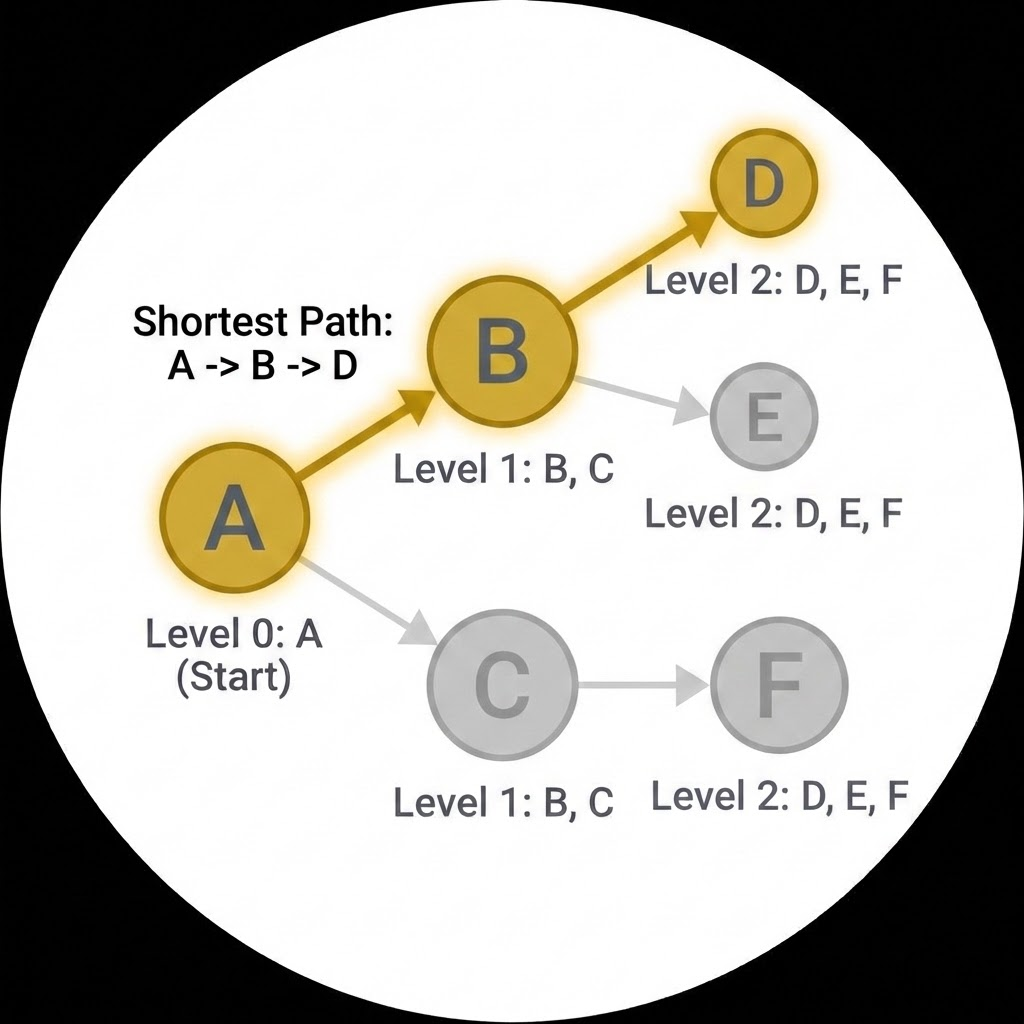 D
Level 2: D, E, F
Shortest Path:
A -> B -> D
B
E
Level 1: B, C
A
Level 2: D, E, F
Level 0: A
(Start)
C
F
Level 1: B, C
Level 2: D, E, F